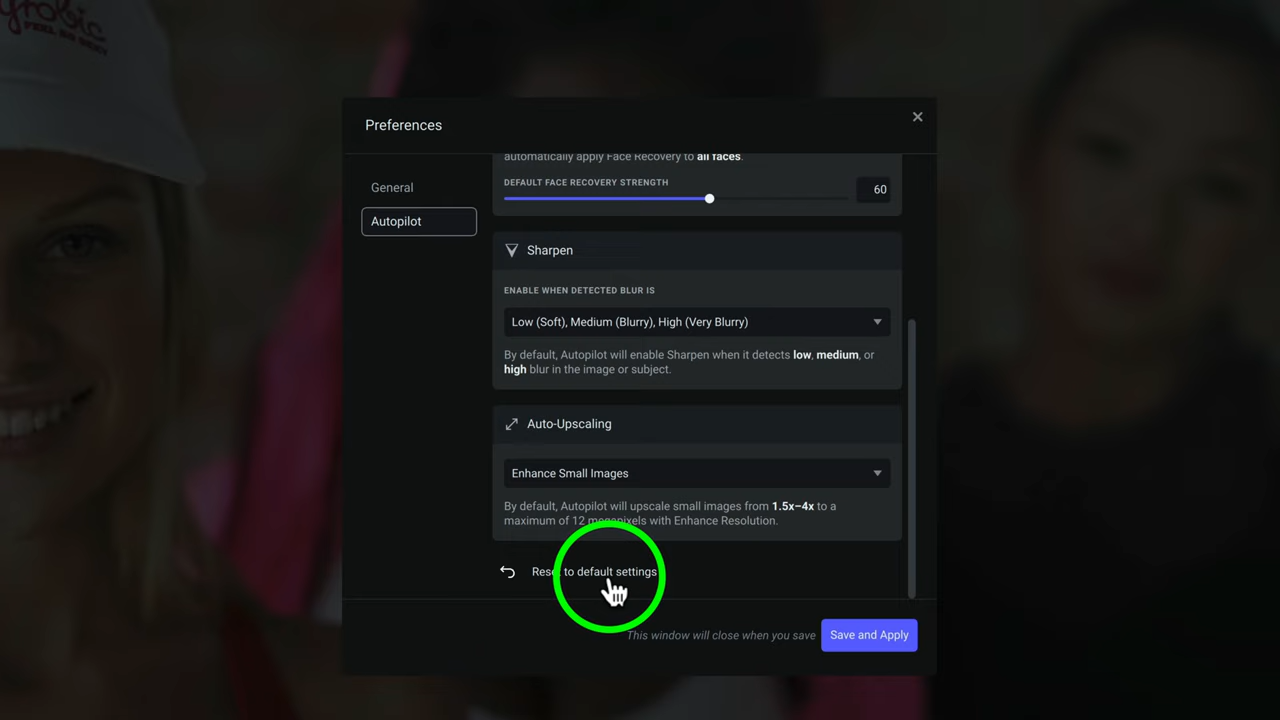 FEEL SO SEXY
Preferences
General
Autopilot
automatically apply Face Recovery to all faces.
DEFAULT FACE RECOVERY STRENGTH
60
Sharpen
ENABLE WHEN DETECTED BLUR IS
Low (Soft), Medium (Blurry), High (Very Blurry)
By default, Autopilot will enable Sharpen when it detects low, medium, or
high blur in the image or subject.
Auto-Upscaling
Enhance Small Images
By default, Autopilot will upscale small images from 1.5x–4x to a
maximum of 12 megapixels with Enhance Resolution.
Reset to default settings
This window will close when you save
Save and Apply